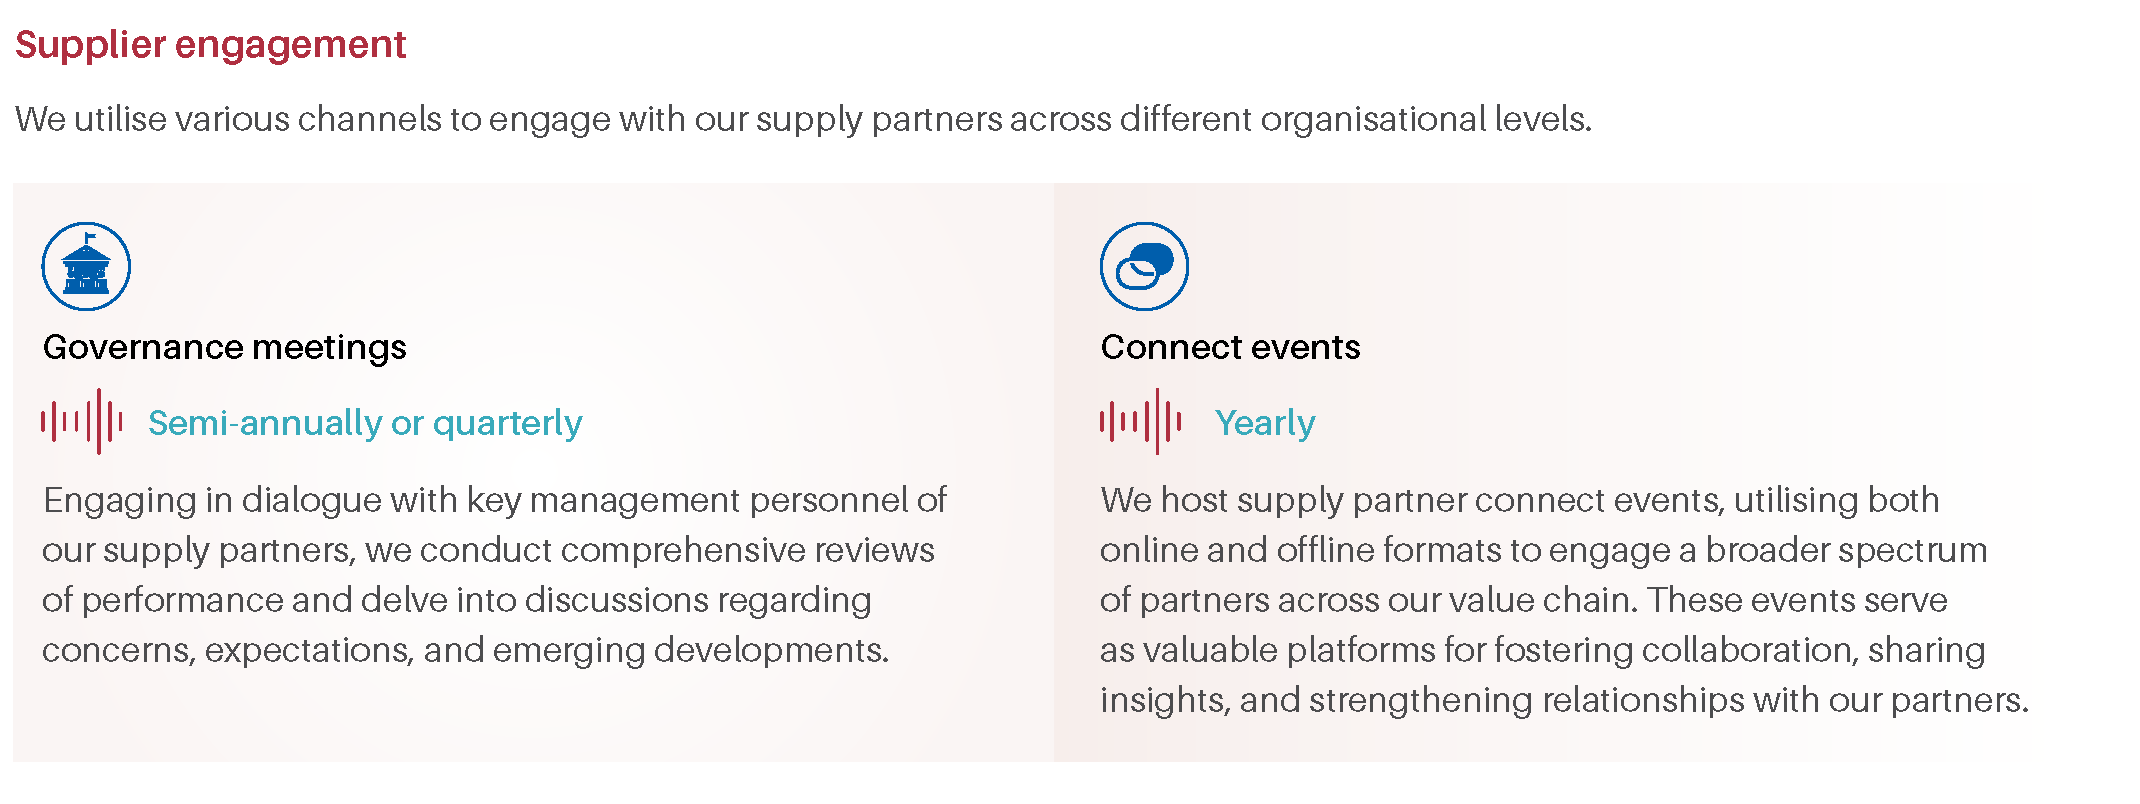 Supplier engagement
We utilise various channels to engage with our supply partners across different organisational levels.
Governance meetings
Semi-annually or quarterly
Engaging in dialogue with key management personnel of
our supply partners, we conduct comprehensive reviews
of performance and delve into discussions regarding
concerns, expectations, and emerging developments.
Connect events
Yearly
We host supply partner connect events, utilising both
online and offline formats to engage a broader spectrum
of partners across our value chain. These events serve
as valuable platforms for fostering collaboration, sharing
insights, and strengthening relationships with our partners.